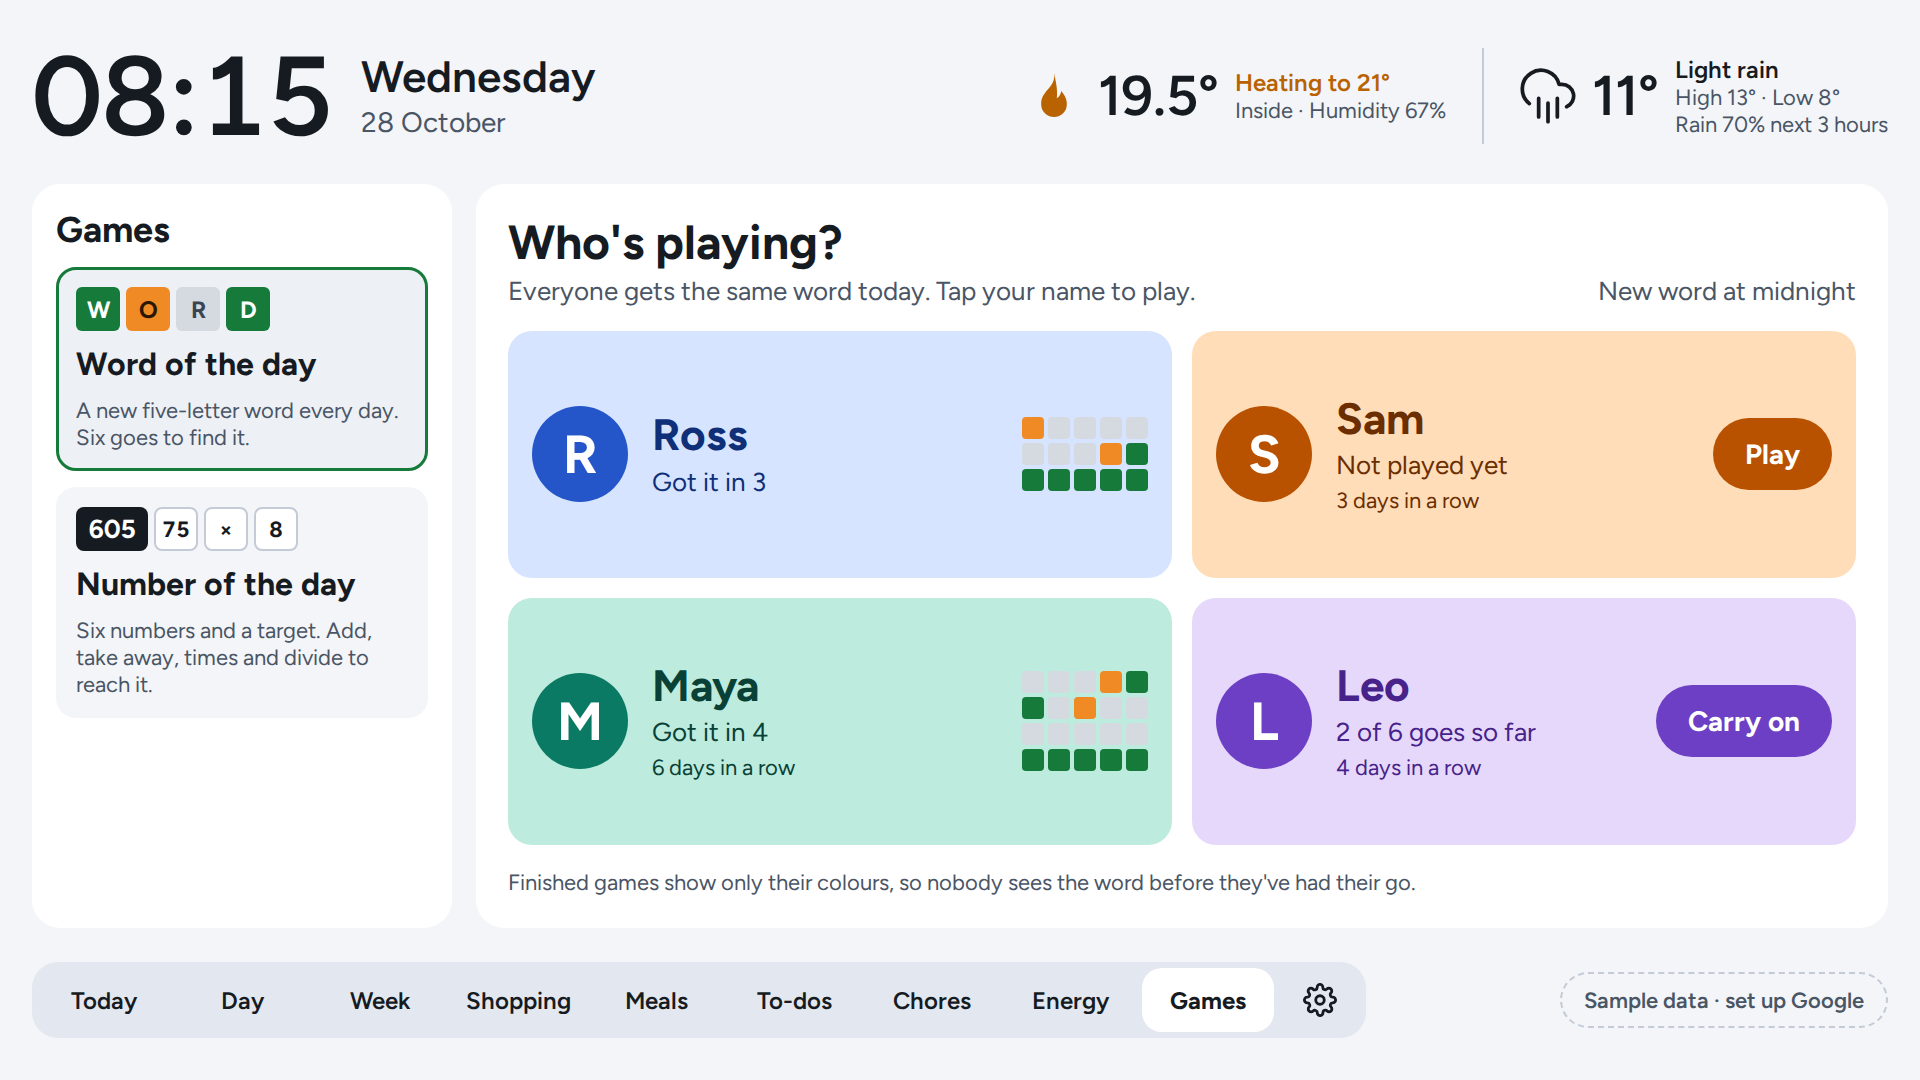 08:15
Wednesday
28 October
19.5°
Heating to 21°
Inside · Humidity 67%
11°
Light rain
High 13° · Low 8°
Rain 70% next 3 hours
Games
W O R D
Word of the day
A new five-letter word every day.
Six goes to find it.
605 75 × 8
Number of the day
Six numbers and a target. Add,
take away, times and divide to
reach it.
Who's playing?
Everyone gets the same word today. Tap your name to play.
New word at midnight
R
Ross
Got it in 3
S
Sam
Not played yet
3 days in a row
Play
M
Maya
Got it in 4
6 days in a row
L
Leo
2 of 6 goes so far
4 days in a row
Carry on
Finished games show only their colours, so nobody sees the word before they've had their go.
Today Day Week Shopping Meals To-dos Chores Energy Games
Sample data · set up Google